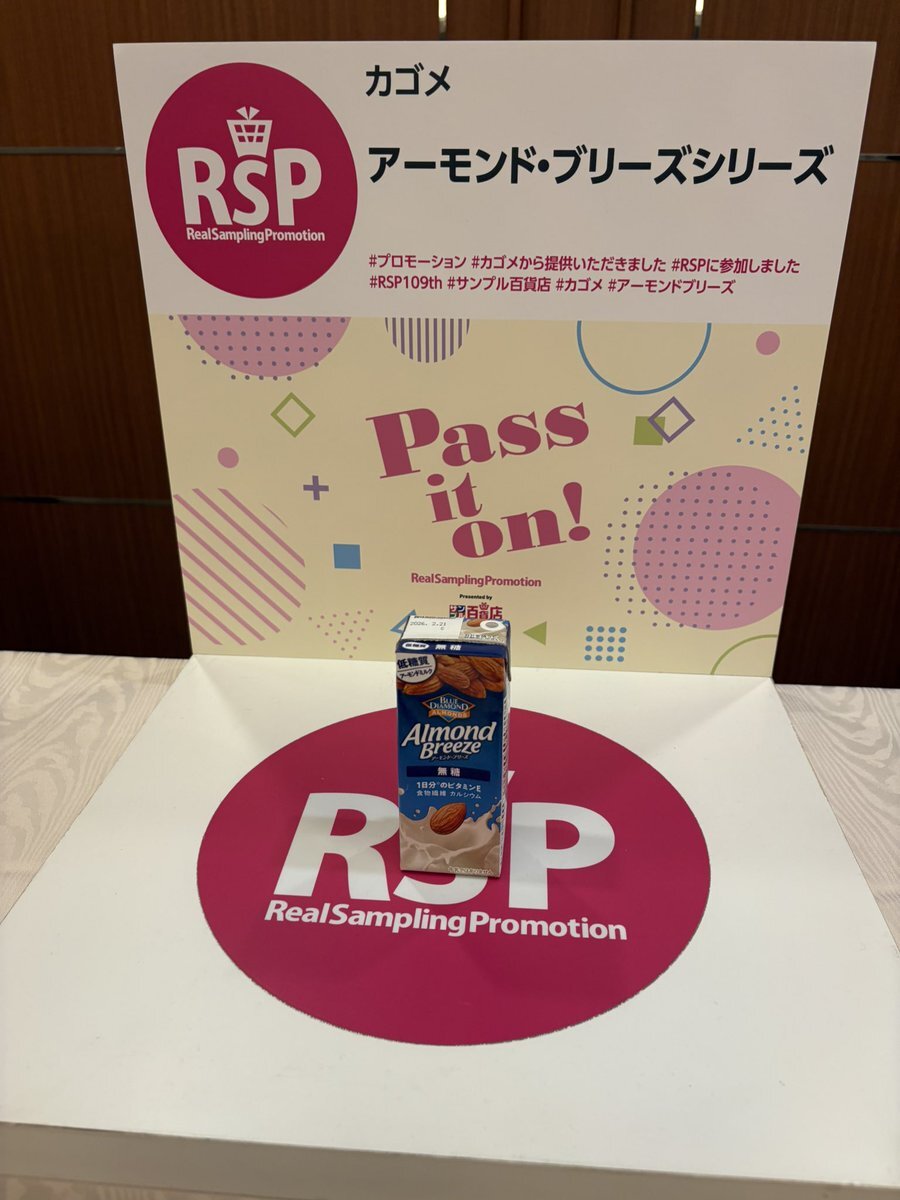 カゴメ
RSP
RealSamplingPromotion
アーモンド・ブリーズシリーズ
#プロモーション #カゴメから提供いただきました #RSPに参加しました
#RSP109th #サンプル百貨店 #カゴメ #アーモンドブリーズ
Pass
it
on!
RealSamplingPromotion
Presented by
百貨店
2026. 2.21
低糖質 無糖
低糖質
アーモンドミルク
BLUE DIAMOND
ALMONDS
Almond
Breeze
アーモンド・ブリーズ
無糖
1日分のビタミンE
食物繊維 カルシウム
RSP
RealSamplingPromotion